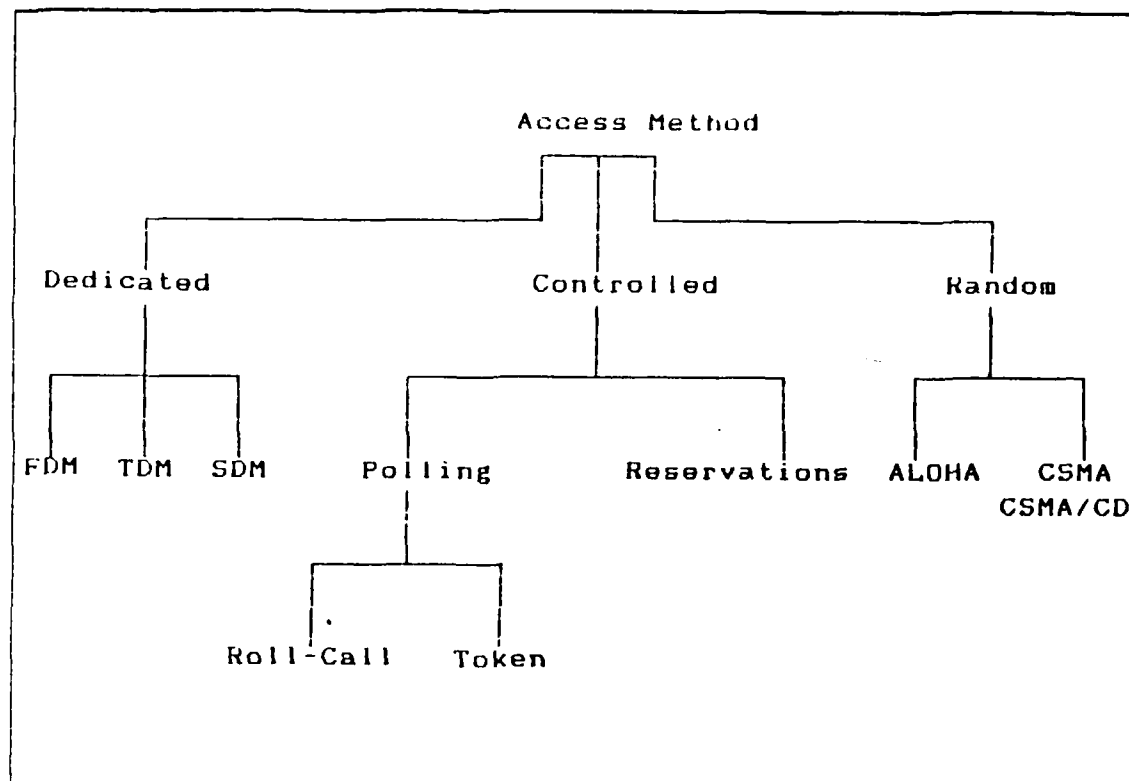 Access Method
Dedicated Controlled Random
FDM TDM SDM Polling Reservations ALOHA CSMA
CSMA/CD
Roll-Call Token